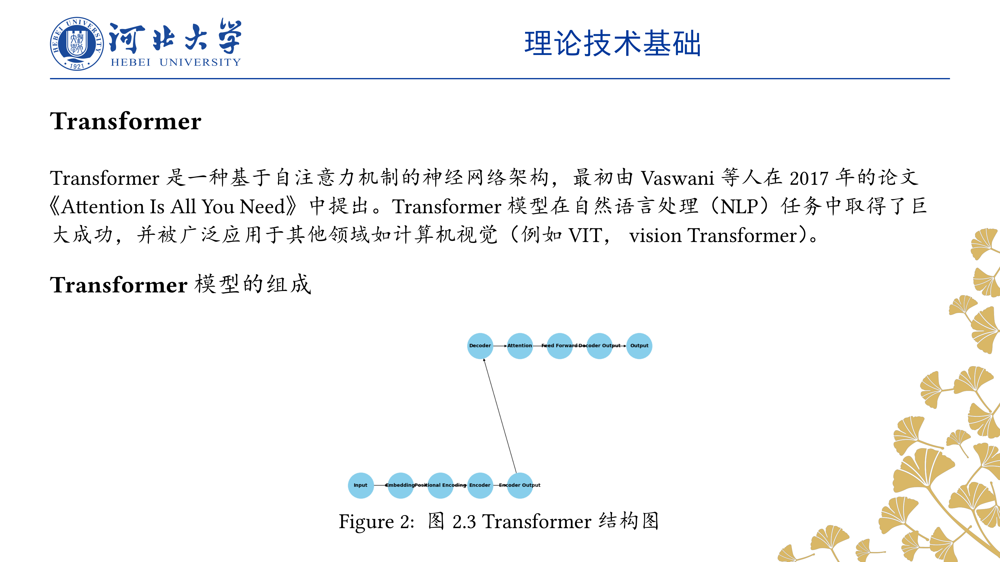 HEBEI UNIVERSITY
1921
河北大学
HEBEI UNIVERSITY
理论技术基础
Transformer
Transformer 是一种基于自注意力机制的神经网络架构，最初由 Vaswani 等人在 2017 年的论文
《Attention Is All You Need》中提出。Transformer 模型在自然语言处理（NLP）任务中取得了巨
大成功，并被广泛应用于其他领域如计算机视觉（例如 VIT， vision Transformer）。
Transformer 模型的组成
Decoder Attention Feed Forward Decoder Output Output
Input Embedding Positional Encoding Encoder Encoder Output
Figure 2: 图 2.3 Transformer 结构图